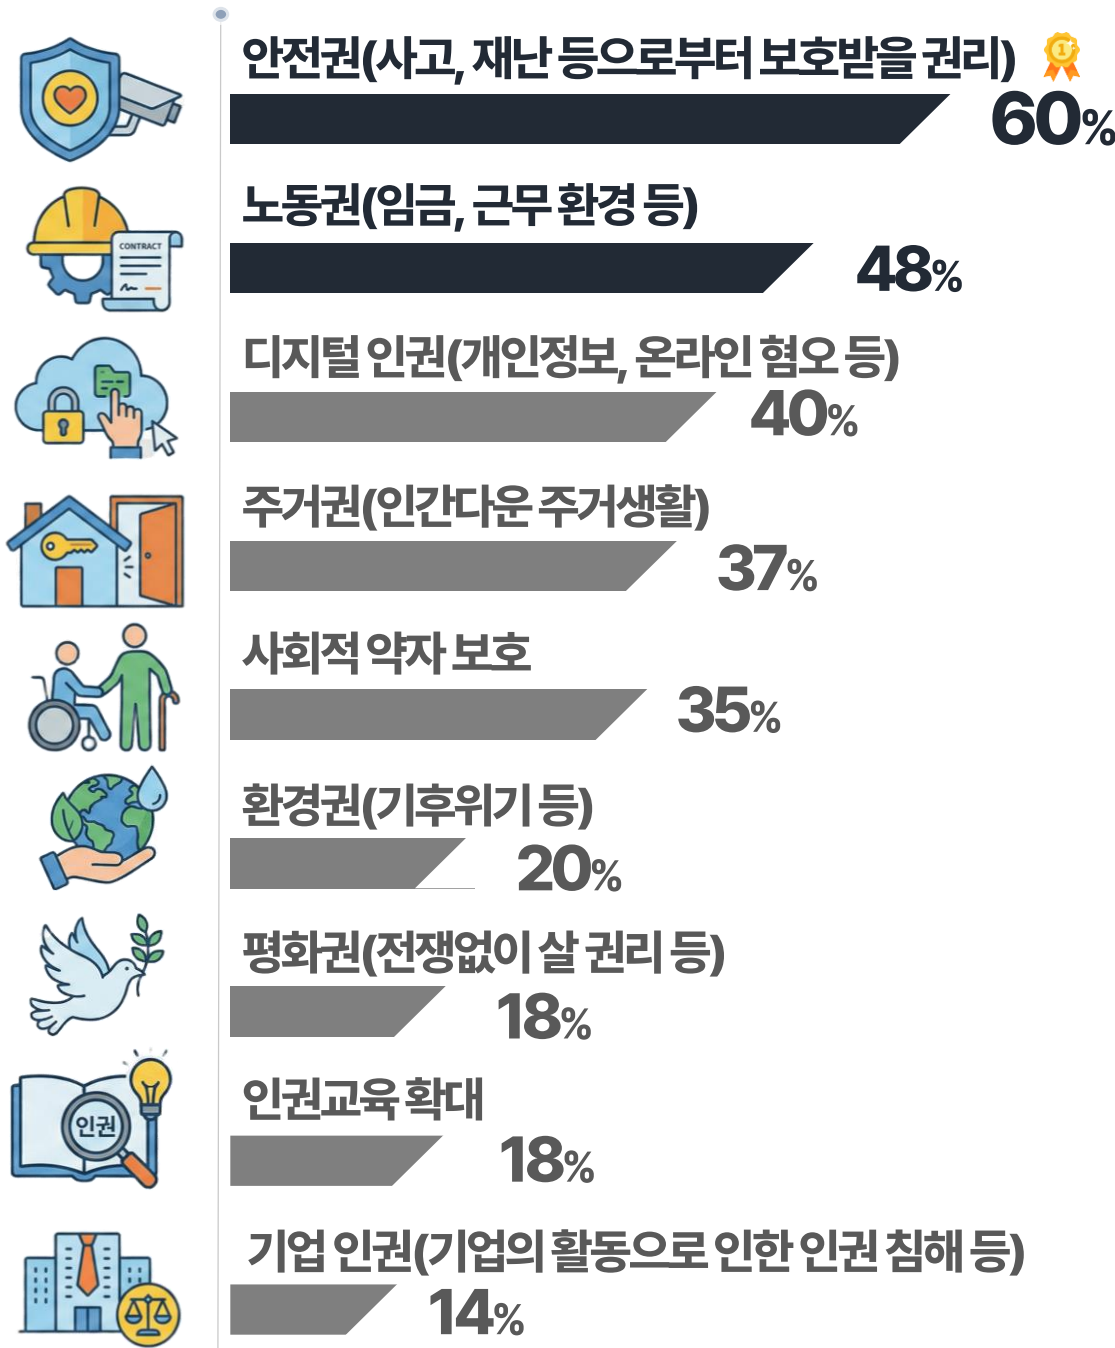 안전권(사고, 재난 등으로부터 보호받을 권리)
1
60%
노동권(임금, 근무 환경 등)
CONTRACT
48%
디지털 인권(개인정보, 온라인 혐오 등)
40%
주거권(인간다운 주거생활)
37%
사회적 약자 보호
35%
환경권(기후위기 등)
20%
평화권(전쟁없이 살 권리 등)
18%
인권교육 확대
인권
18%
기업 인권(기업의 활동으로 인한 인권 침해 등)
14%